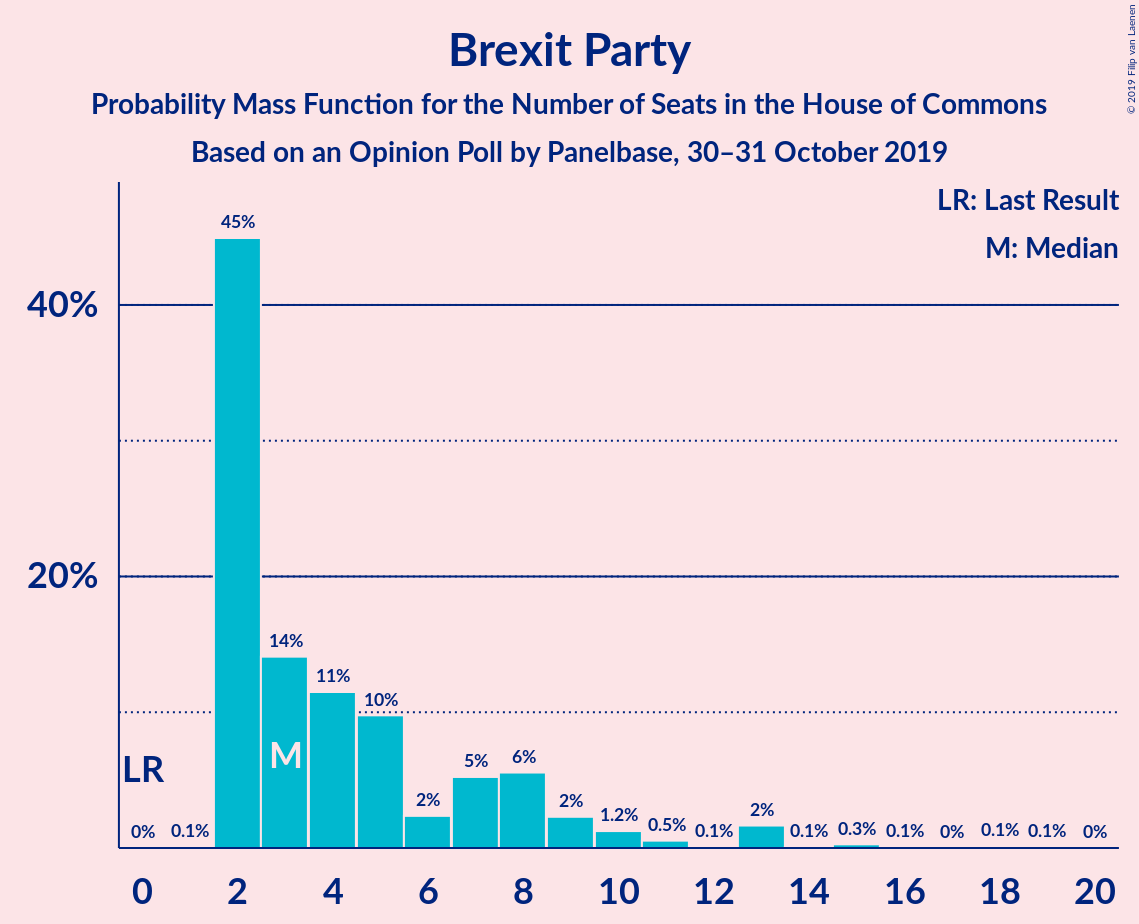 Brexit Party
Probability Mass Function for the Number of Seats in the House of Commons
Based on an Opinion Poll by Panelbase, 30–31 October 2019
© 2019 Filip van Laenen
LR: Last Result
M: Median
40%
20%
45%
14%
11%
10%
2%
5%
6%
2%
1.2%
0.5%
0.1%
2%
0.1%
0.3%
0.1%
0%
0.1%
0.1%
0%
0%
0.1%
LR
M
0 2 4 6 8 10 12 14 16 18 20